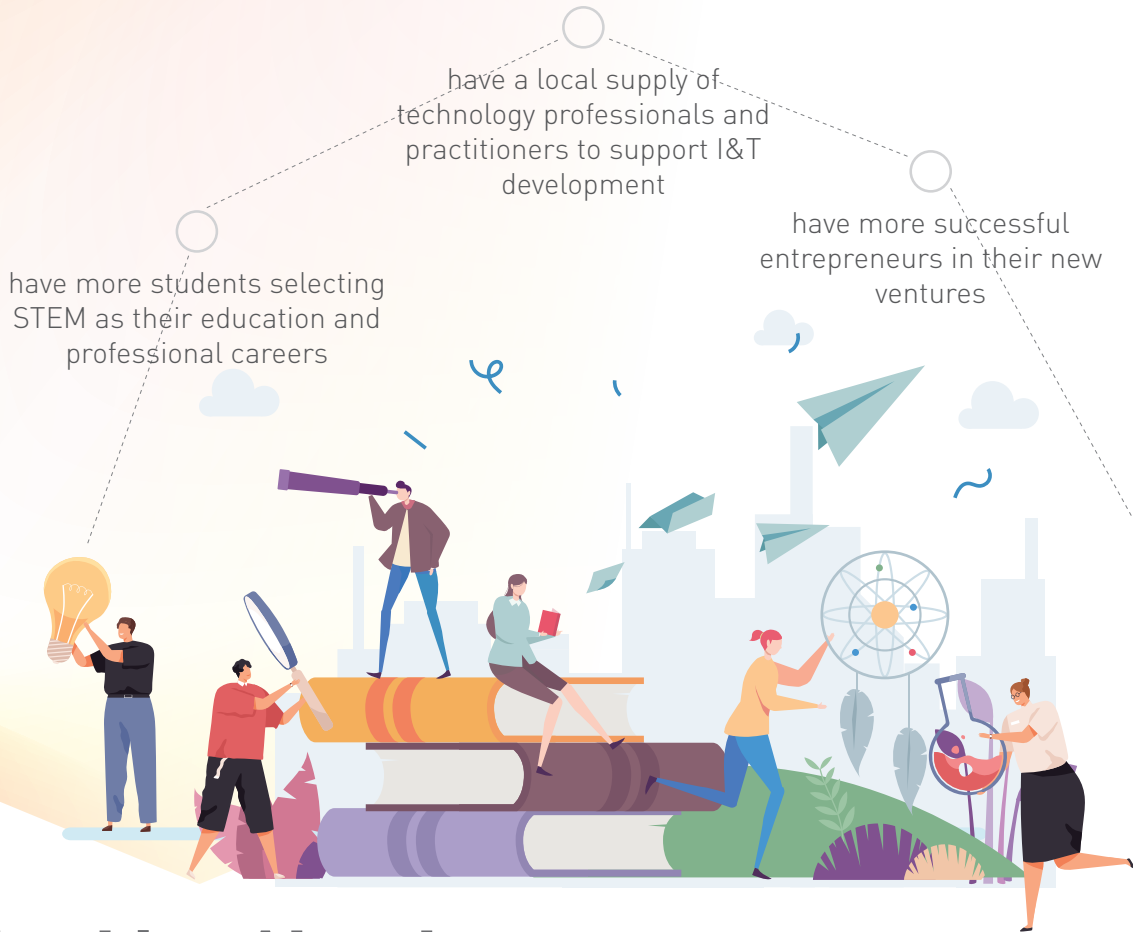 have a local supply of
technology professionals and
practitioners to support I&T
development
have more successful
entrepreneurs in their new
ventures
have more students selecting
STEM as their education and
professional careers